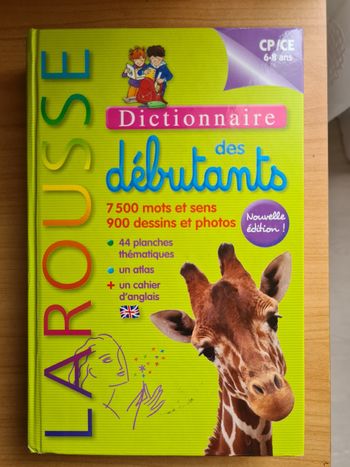 LAROUSSE
CP/CE
6-8 ans
Dictionnaire
des
débutants
7 500 mots et sens
900 dessins et photos
Nouvelle
édition !
44 planches
thématiques
un atlas
+ un cahier
d'anglais